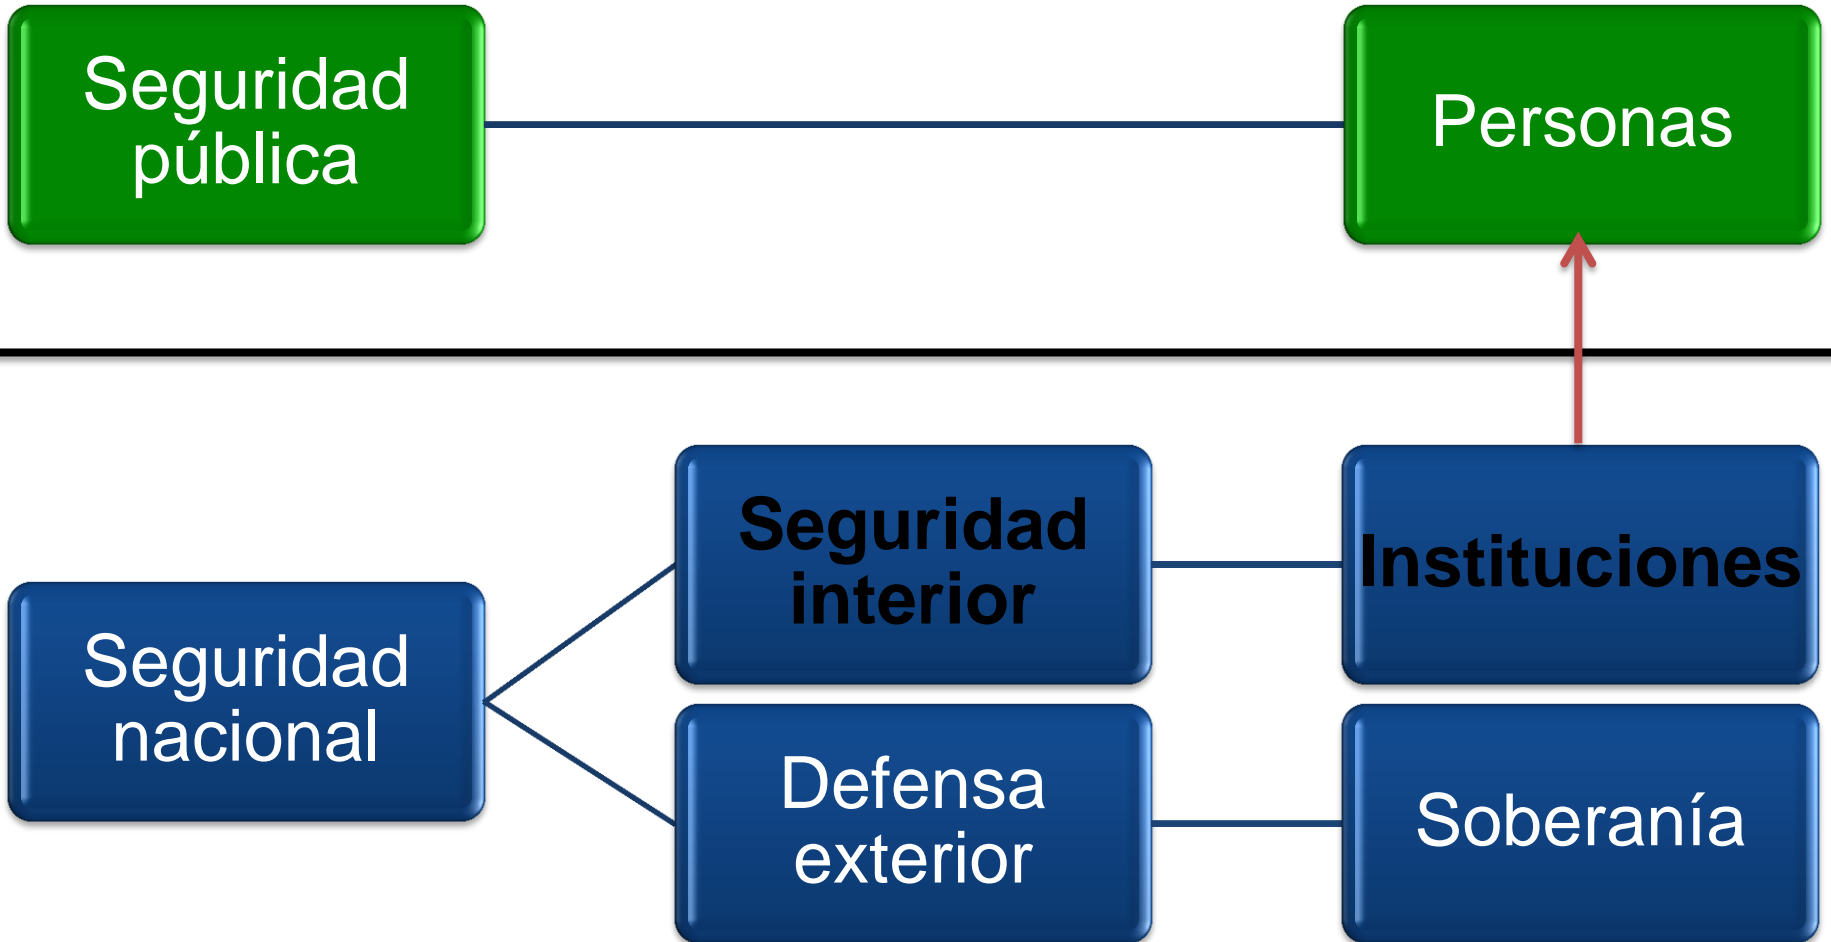 Seguridad
pública
Personas
Seguridad
interior
Instituciones
Seguridad
nacional
Defensa
exterior
Soberanía